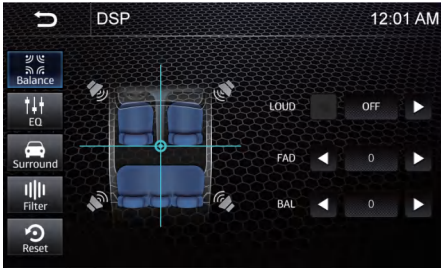 DSP
12:01 AM
Balance
EQ
Surround
Filter
Reset
LOUD OFF
FAD 0
BAL 0